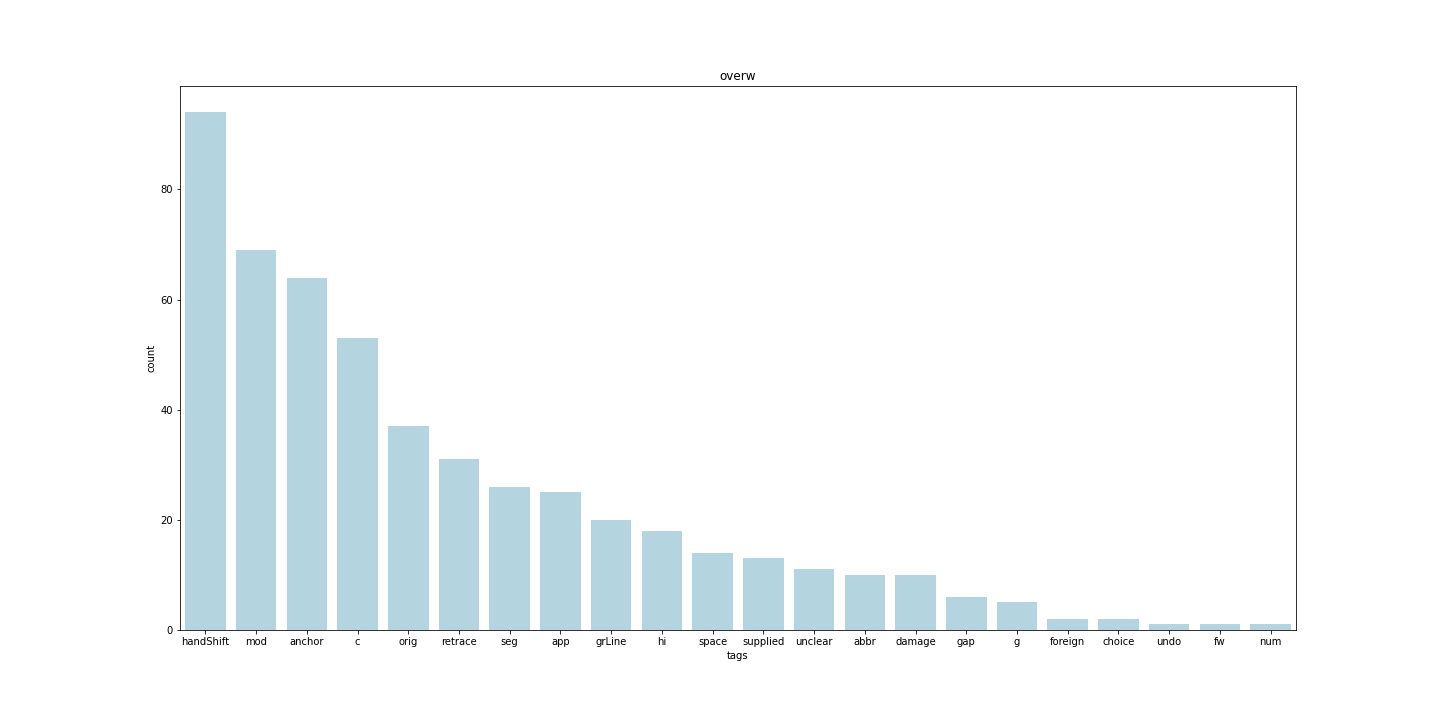 overw
count
80
60
40
20
0
handShift mod anchor c orig retrace seg app grLine hi space supplied unclear abbr damage gap g foreign choice undo fw num
tags